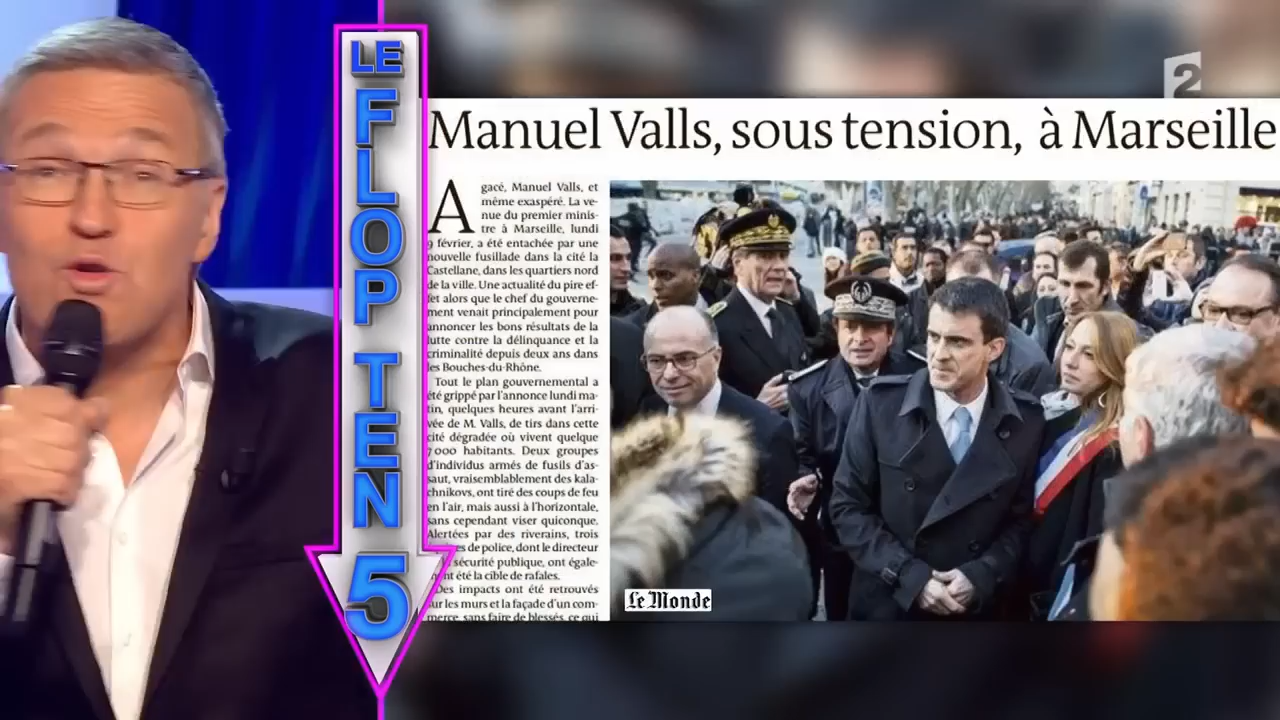 LE FLOP TEN 5
2
Manuel Valls, sous tension, à Marseille
Agacé, Manuel Valls, et
même exaspéré. La ve-
nue du premier minis-
tre à Marseille, lundi
9 février, a été entachée par une
nouvelle fusillade dans la cité la
Castellane, dans les quartiers nord
de la ville. Une actualité du pire ef-
fet alors que le chef du gouverne-
ment venait principalement pour
annoncer les bons résultats de la
lutte contre la délinquance et la
criminalité depuis deux ans dans
les Bouches-du-Rhône.
Tout le plan gouvernemental a
été grippé par l'annonce lundi ma-
tin, quelques heures avant l'arri-
vée de M. Valls, de tirs dans cette
cité dégradée où vivent quelque
7 000 habitants. Deux groupes
d'individus armés de fusils d'as-
saut, vraisemblablement des kala-
chnikovs, ont tiré des coups de feu
en l'air, mais aussi à l'horizontale,
sans cependant viser quiconque.
Alertées par des riverains, trois
de police, dont le directeur
sécurité publique, ont égale-
ment été la cible de rafales.
Des impacts ont été retrouvés
sur les murs et la façade d'un com-
merce, sans faire de blessés, ce qui
Le Monde